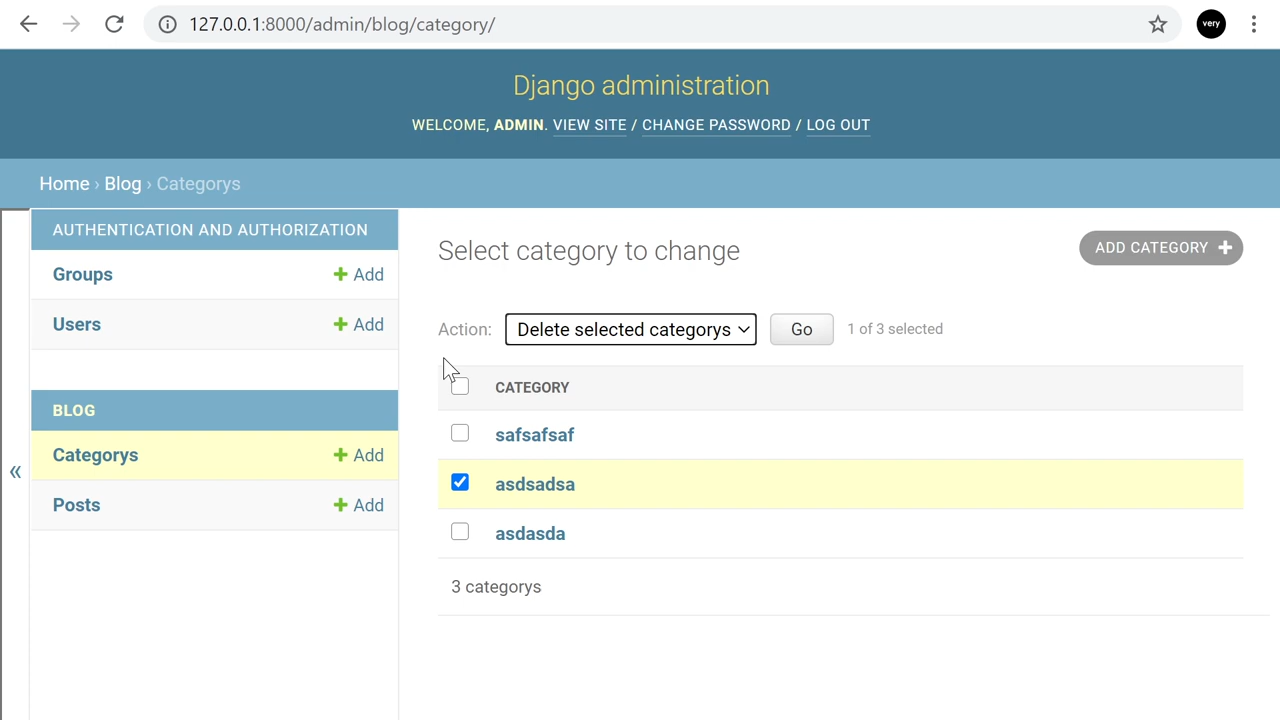 127.0.0.1:8000/admin/blog/category/
very
Django administration
WELCOME, ADMIN. VIEW SITE / CHANGE PASSWORD / LOG OUT
Home › Blog › Categorys
AUTHENTICATION AND AUTHORIZATION
Groups Add
Users Add
BLOG
Categorys Add
Posts Add
«
Select category to change
ADD CATEGORY
Action: Delete selected categorys Go 1 of 3 selected
CATEGORY
safsafsaf
asdsadsa
asdasda
3 categorys